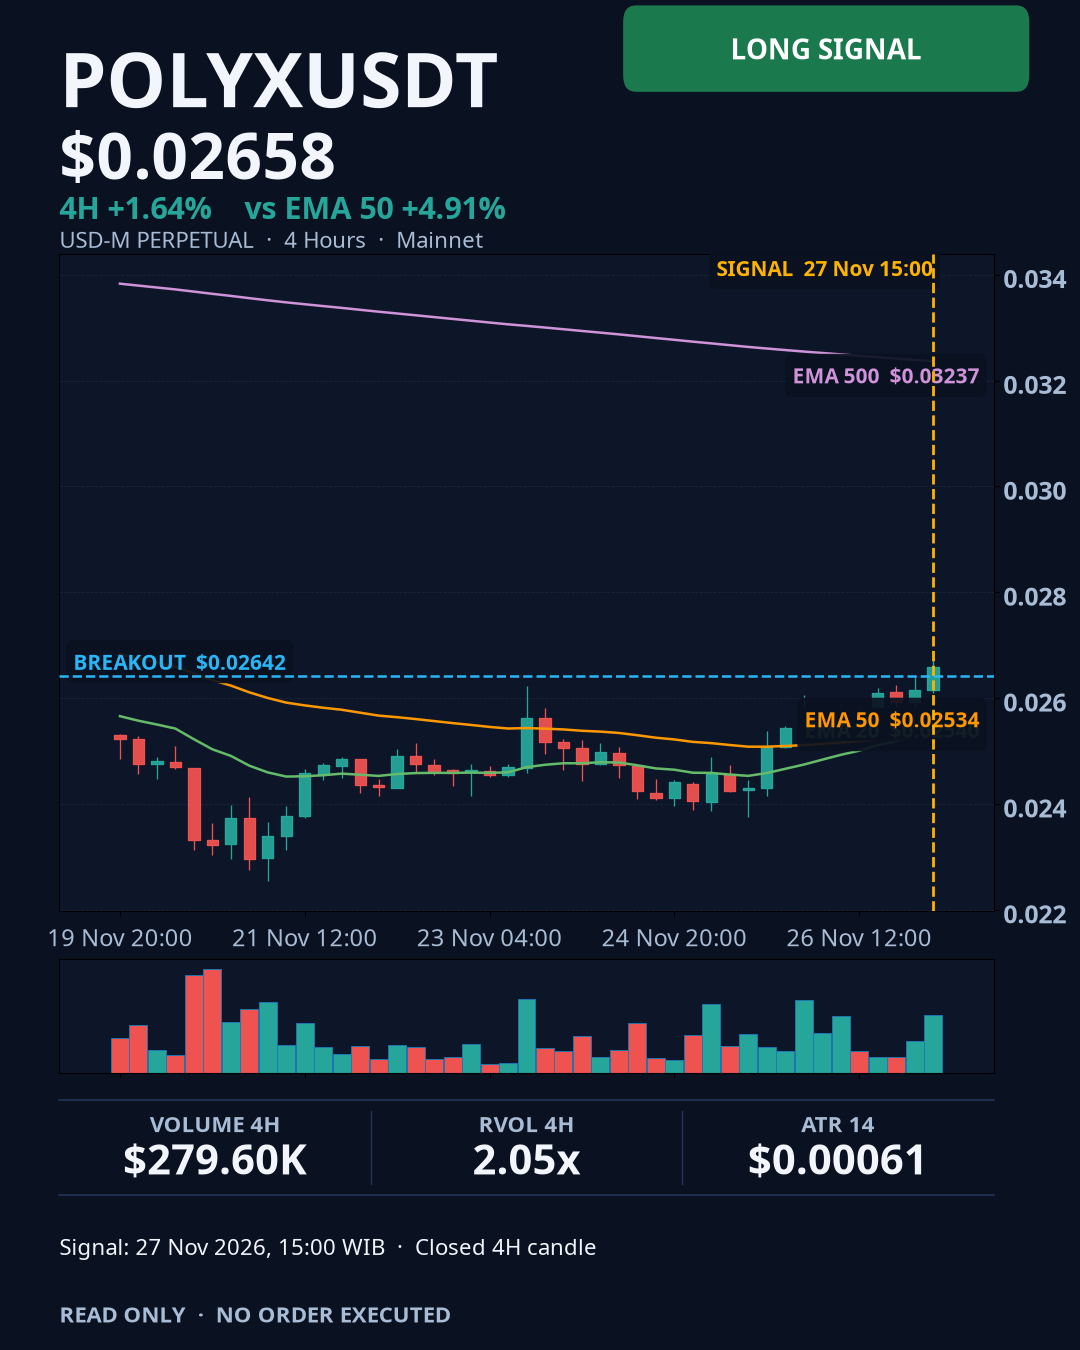 LONG SIGNAL
POLYXUSDT
$0.02658
4H +1.64% vs EMA 50 +4.91%
USD-M PERPETUAL · 4 Hours · Mainnet
SIGNAL 27 Nov 15:00
0.034
EMA 500 $0.03237
0.032
0.030
0.028
BREAKOUT $0.02642
0.026
EMA 50 $0.02534
EMA 20
0.024
0.022
19 Nov 20:00 21 Nov 12:00 23 Nov 04:00 24 Nov 20:00 26 Nov 12:00
VOLUME 4H RVOL 4H ATR 14
$279.60K 2.05x $0.00061
Signal: 27 Nov 2026, 15:00 WIB · Closed 4H candle
READ ONLY · NO ORDER EXECUTED